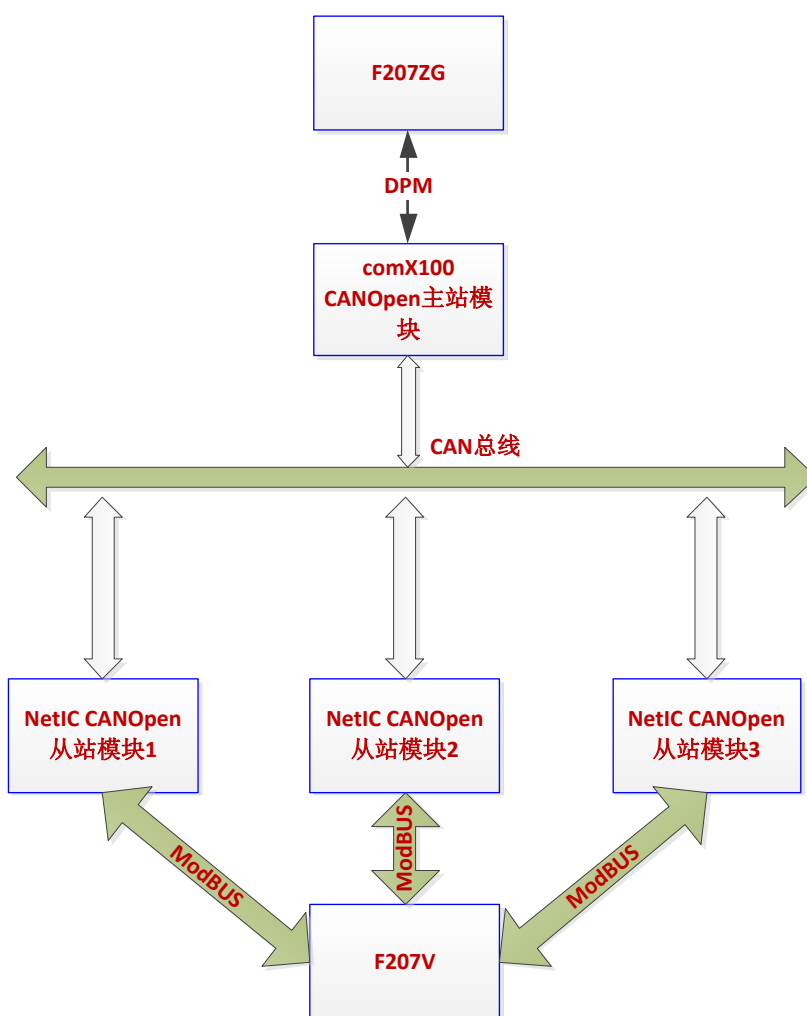 F207ZG
DPM
comX100
CANOpen主站模
块
CAN总线
NetIC CANOpen
从站模块1
NetIC CANOpen
从站模块2
NetIC CANOpen
从站模块3
ModBUS
ModBUS
ModBUS
F207V